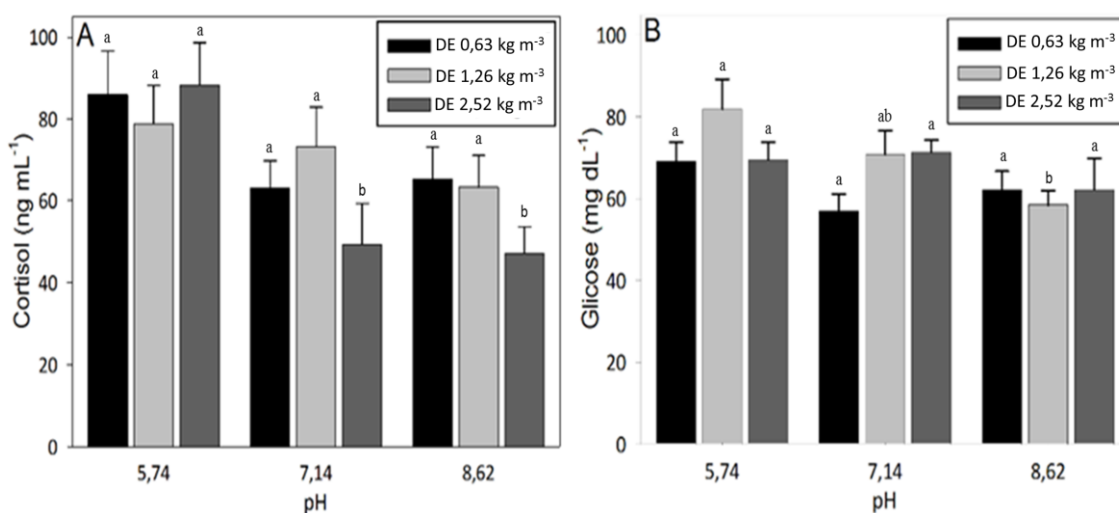 A
DE 0,63 kg m⁻³
DE 1,26 kg m⁻³
DE 2,52 kg m⁻³
Cortisol (ng mL⁻¹)
100
80
60
40
20
0
a a a
a a b
a a b
5,74 7,14 8,62
pH
B
DE 0,63 kg m⁻³
DE 1,26 kg m⁻³
DE 2,52 kg m⁻³
Glicose (mg dL⁻¹)
100
80
60
40
20
0
a a a
a ab a
a b a
5,74 7,14 8,62
pH